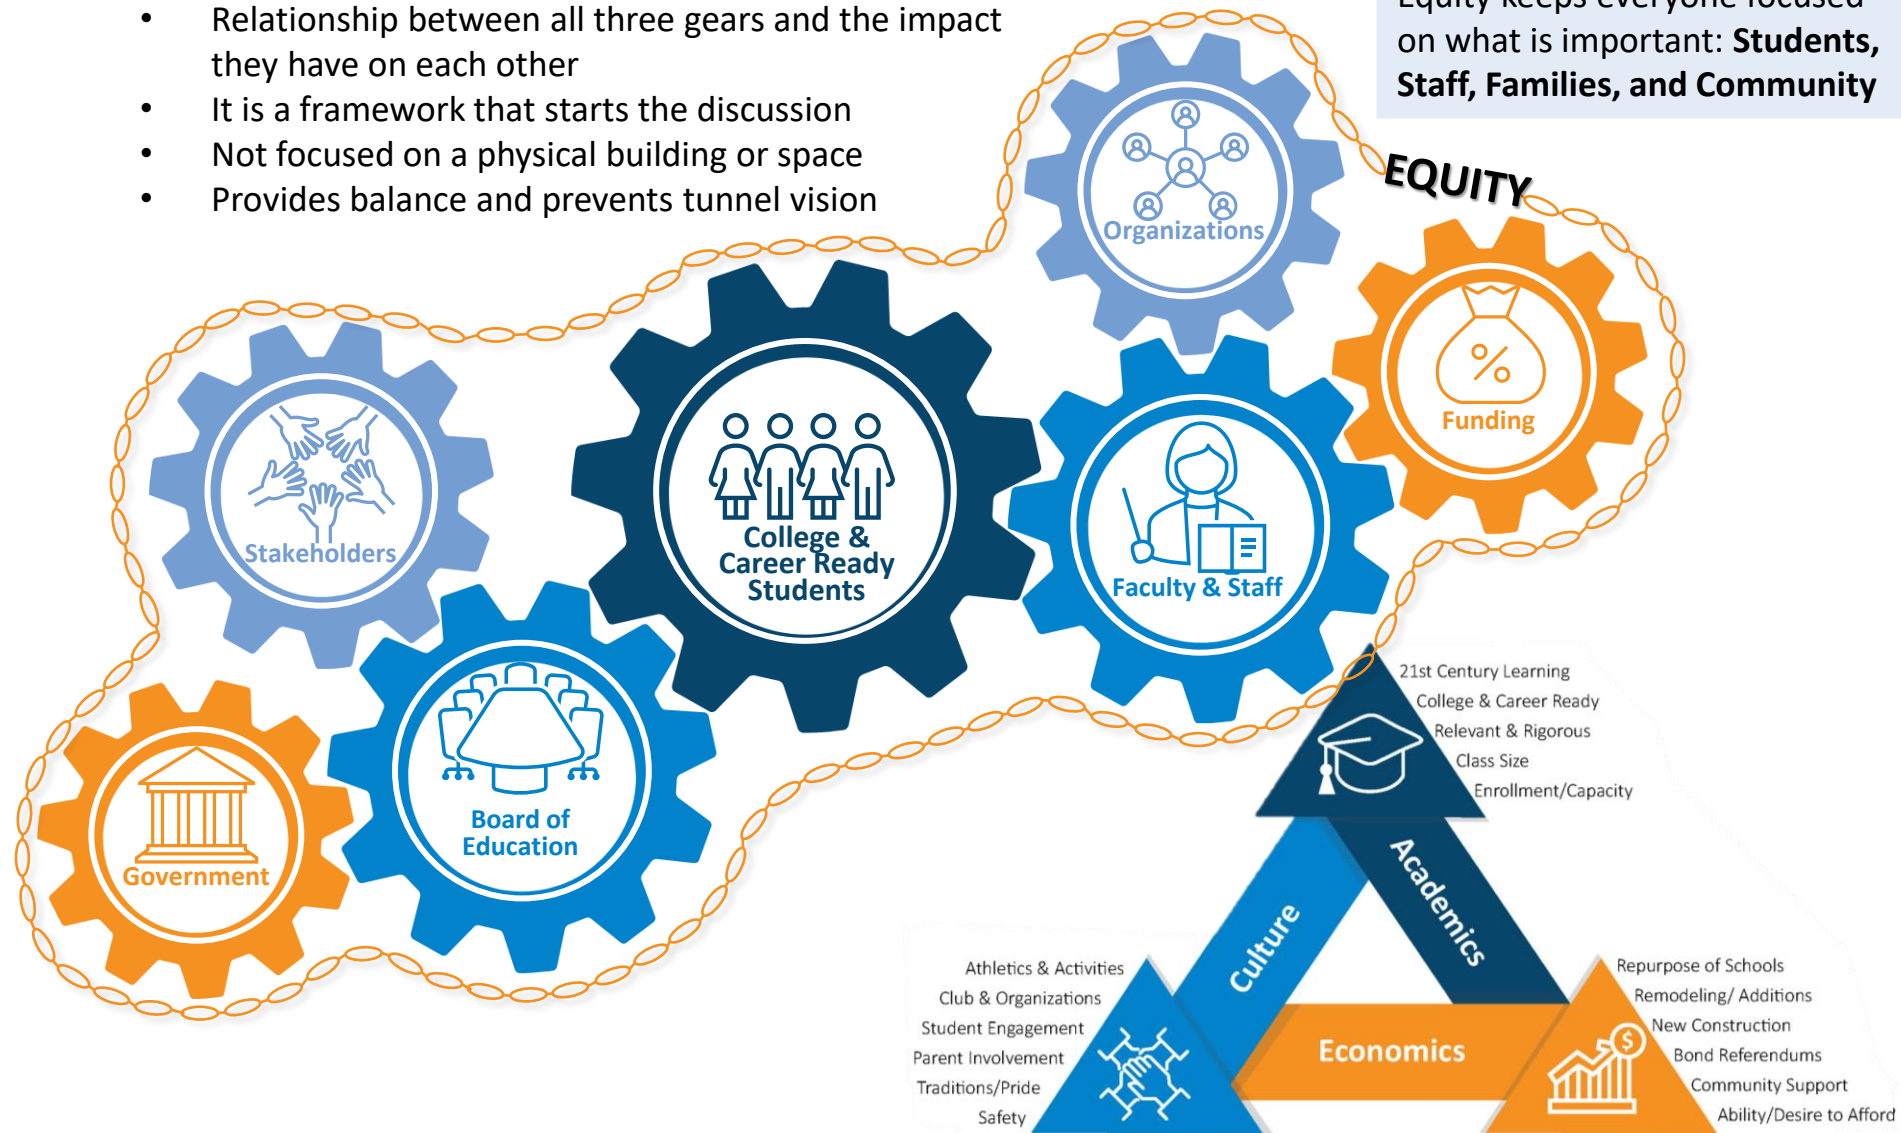 • Relationship between all three gears and the impact
they have on each other
• It is a framework that starts the discussion
• Not focused on a physical building or space
• Provides balance and prevents tunnel vision
Equity keeps everyone focused
on what is important: Students,
Staff, Families, and Community
EQUITY
Organizations
Funding
Stakeholders
College &
Career Ready
Students
Faculty & Staff
Board of
Education
Government
21st Century Learning
College & Career Ready
Relevant & Rigorous
Class Size
Enrollment/Capacity
Academics
Culture
Economics
Athletics & Activities
Club & Organizations
Student Engagement
Parent Involvement
Traditions/Pride
Safety
Repurpose of Schools
Remodeling/ Additions
New Construction
Bond Referendums
Community Support
Ability/Desire to Afford